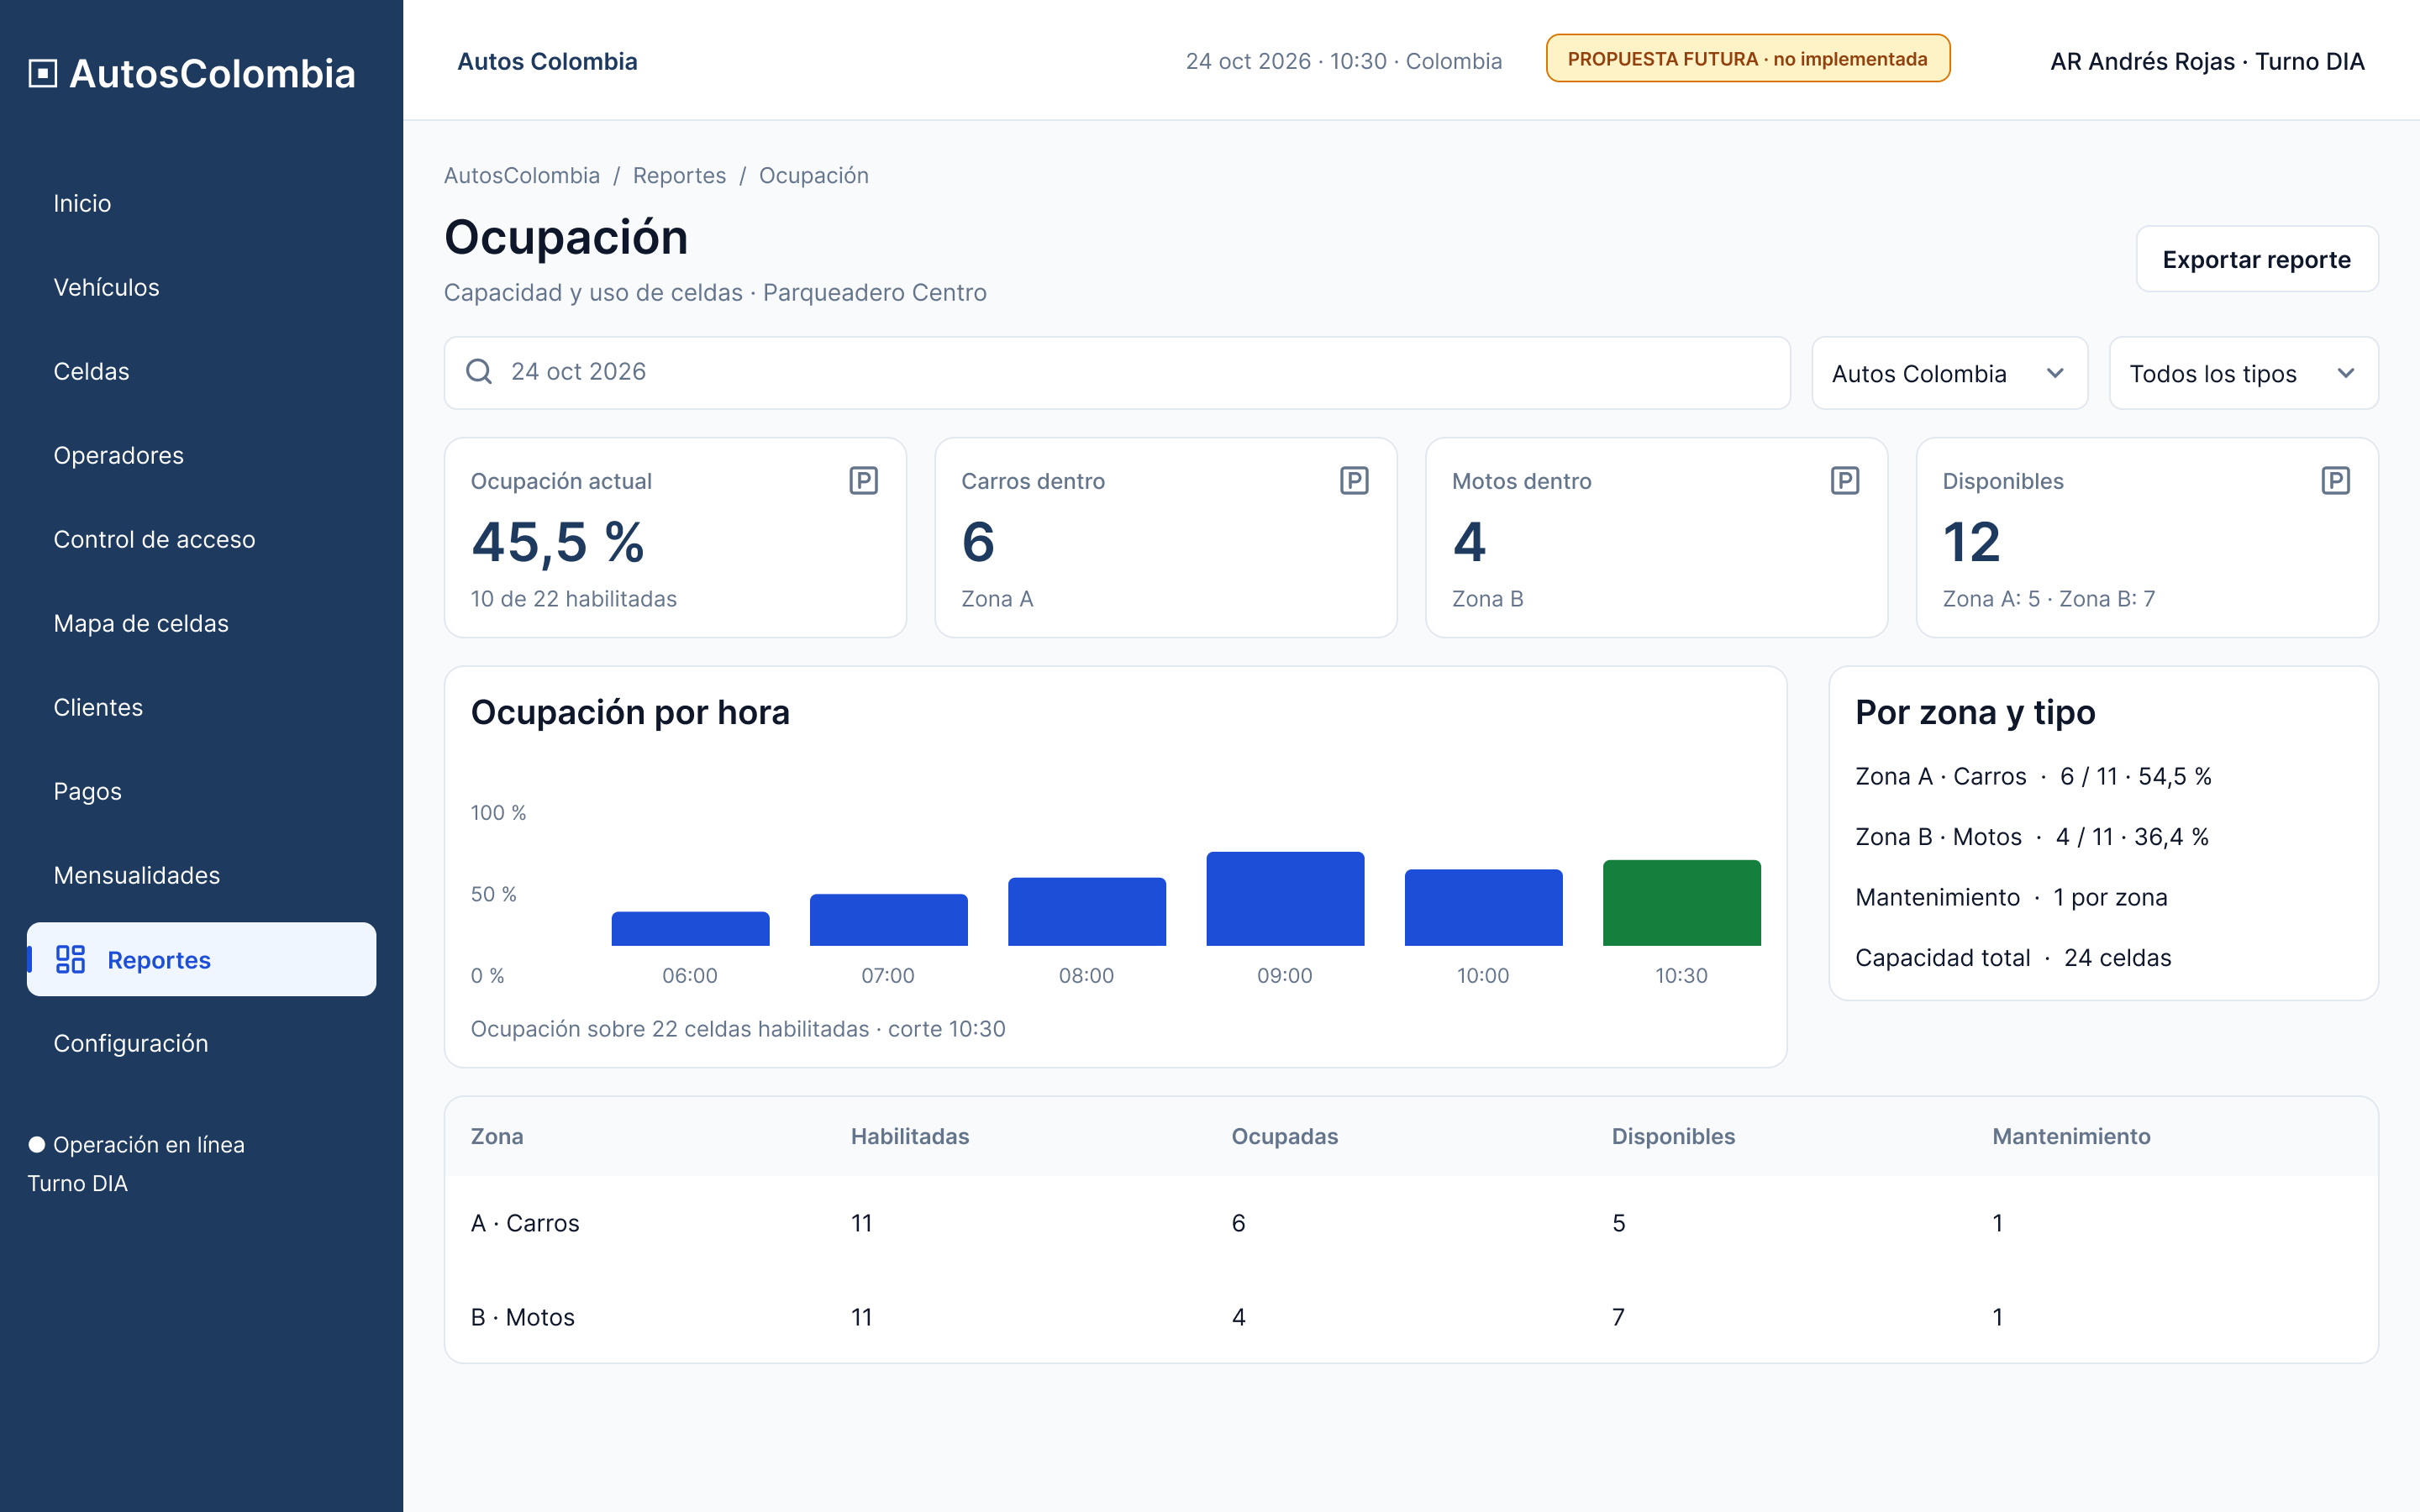 AutosColombia
Inicio
Vehículos
Celdas
Operadores
Control de acceso
Mapa de celdas
Clientes
Pagos
Mensualidades
Reportes
Configuración
Operación en línea
Turno DIA
Autos Colombia
24 oct 2026 · 10:30 · Colombia
PROPUESTA FUTURA · no implementada
AR Andrés Rojas · Turno DIA
AutosColombia / Reportes / Ocupación
Ocupación
Capacidad y uso de celdas · Parqueadero Centro
Exportar reporte
24 oct 2026
Autos Colombia
Todos los tipos
Ocupación actual P
45,5 %
10 de 22 habilitadas
Carros dentro P
6
Zona A
Motos dentro P
4
Zona B
Disponibles P
12
Zona A: 5 · Zona B: 7
Ocupación por hora
100 %
50 %
0 % 06:00 07:00 08:00 09:00 10:00 10:30
Ocupación sobre 22 celdas habilitadas · corte 10:30
Por zona y tipo
Zona A · Carros · 6 / 11 · 54,5 %
Zona B · Motos · 4 / 11 · 36,4 %
Mantenimiento · 1 por zona
Capacidad total · 24 celdas
Zona Habilitadas Ocupadas Disponibles Mantenimiento
A · Carros 11 6 5 1
B · Motos 11 4 7 1